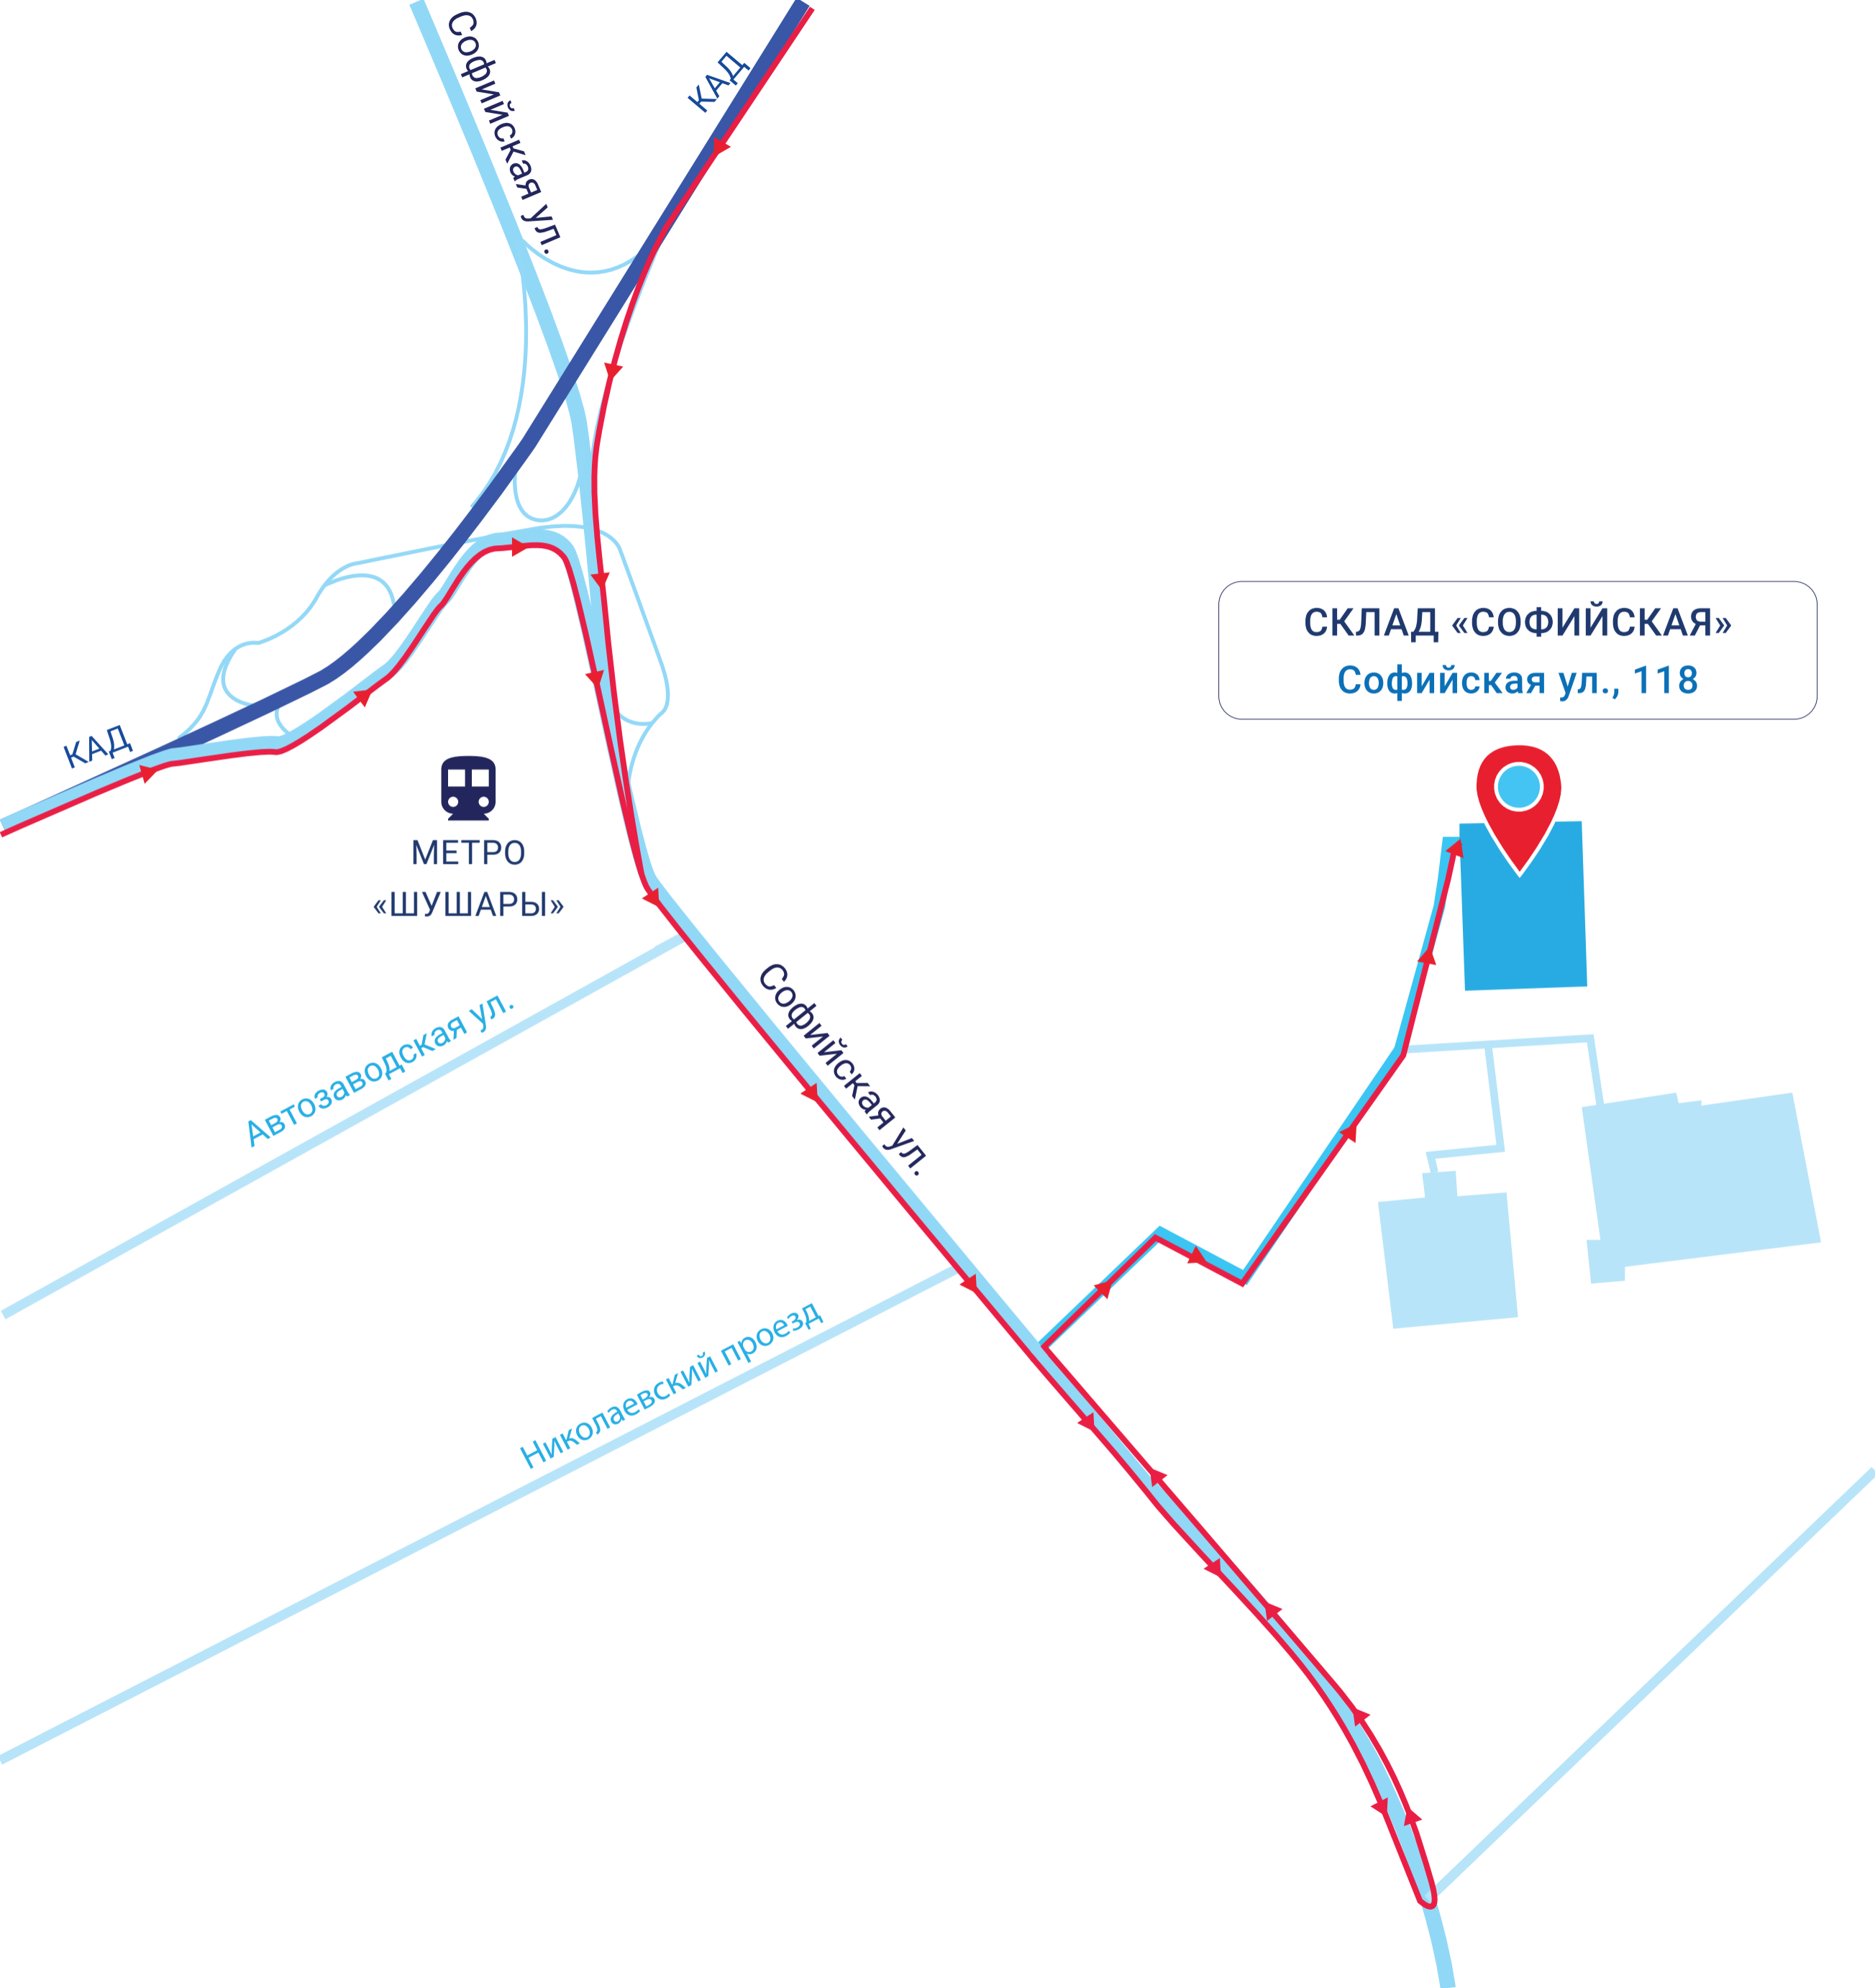 Софийская ул.
КАД
СКЛАД «СОФИЙСКАЯ»
Софийская ул., 118
КАД
МЕТРО
«ШУШАРЫ»
Автозаводская ул.
Софийская ул.
Николаевский проезд